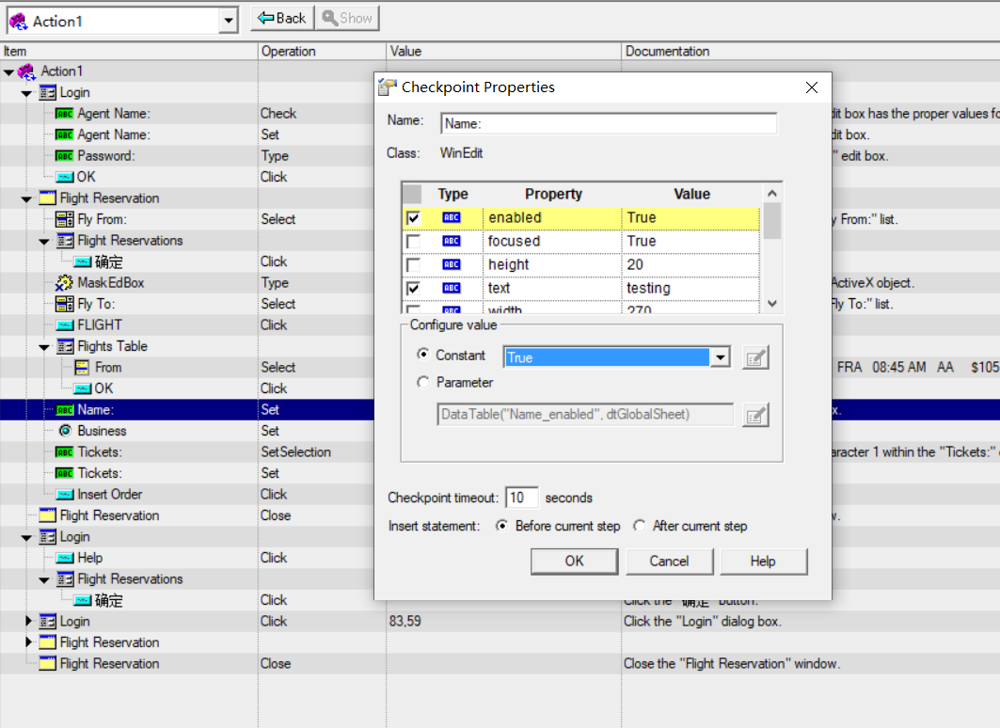 Action1 Back Show
Item Operation Value Documentation
Action1
Login
Agent Name: Check dit box has the proper values fo
Agent Name: Set dit box.
Password: Type " edit box.
OK Click
Flight Reservation
Fly From: Select y From:" list.
Flight Reservations
确定 Click
MaskEdBox Type ActiveX object.
Fly To: Select Fly To:" list.
FLIGHT Click
Flights Table
From Select FRA 08:45 AM AA $105
OK Click
Name: Set x.
Business Set
Tickets: SetSelection aracter 1 within the "Tickets:"
Tickets: Set
Insert Order Click
Flight Reservation Close w.
Login
Help Click
Flight Reservations
确定 Click Click the "确定" button.
Login Click 83,59 Click the "Login" dialog box.
Flight Reservation
Flight Reservation Close Close the "Flight Reservation" window.
Checkpoint Properties
Name: Name:
Class: WinEdit
Type Property Value
ABC enabled True
ABC focused True
ABC height 20
ABC text testing
ABC width 270
Configure value
Constant True
Parameter
DataTable("Name_enabled", dtGlobalSheet)
Checkpoint timeout: 10 seconds
Insert statement: Before current step After current step
OK Cancel Help